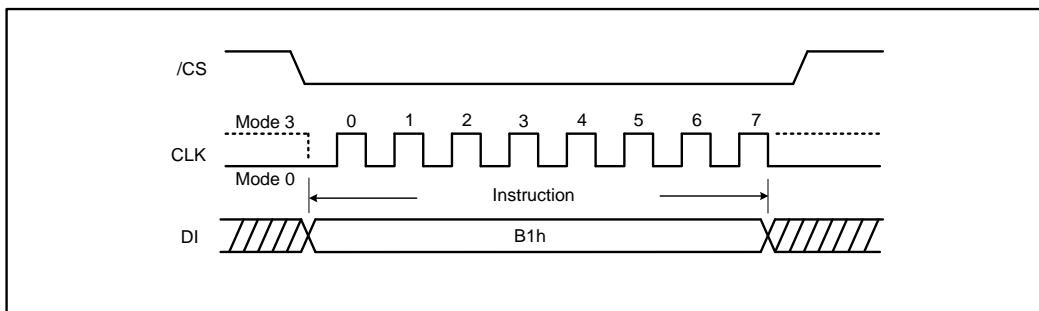 /CS
Mode 3
0 1 2 3 4 5 6 7
CLK
Mode 0
Instruction
DI
B1h